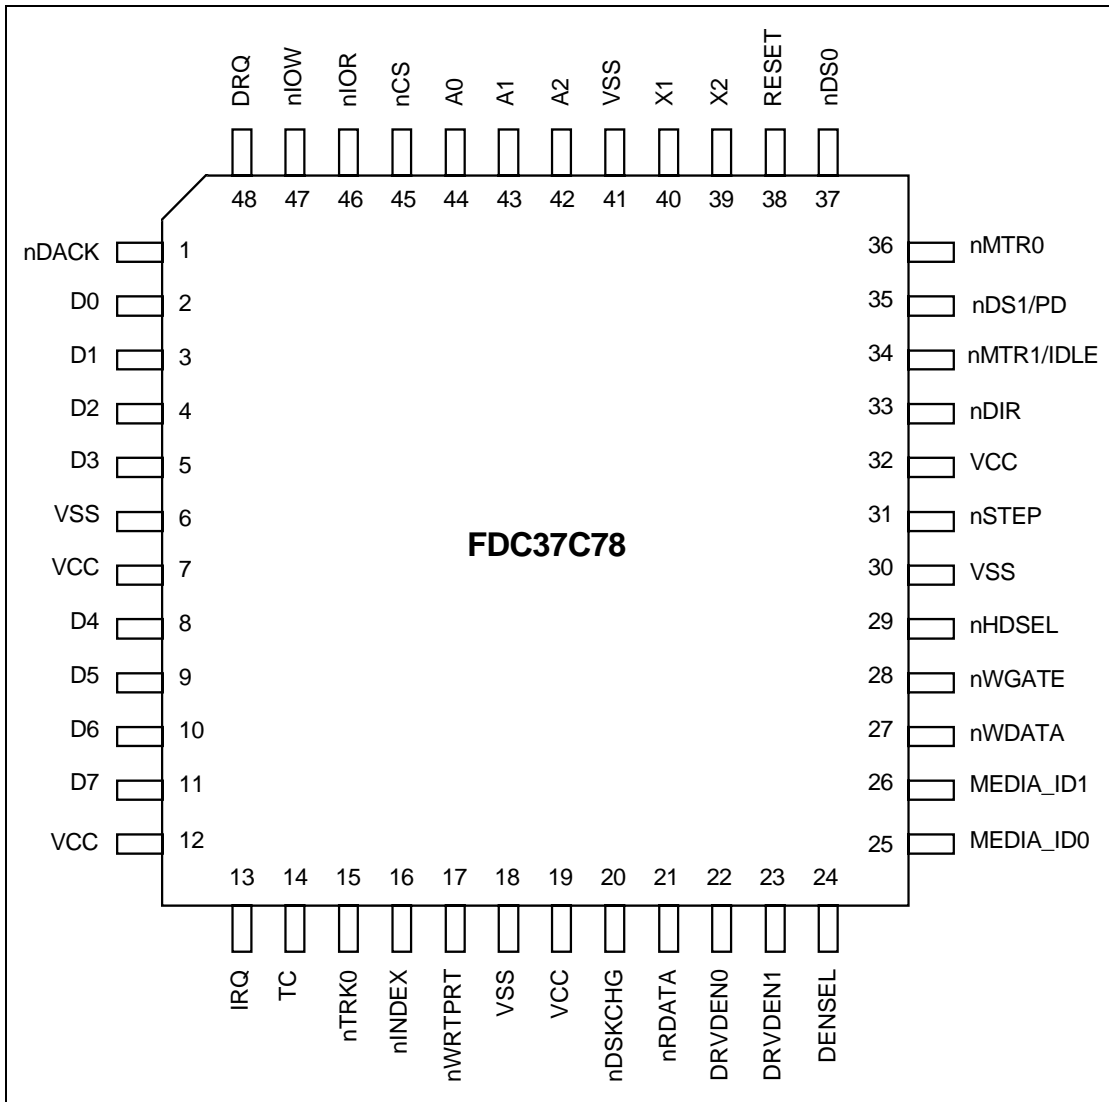 DRQ
nIOW
nIOR
nCS
A0
A1
A2
VSS
X1
X2
RESET
nDS0
48
47
46
45
44
43
42
41
40
39
38
37
nDACK 1
D0 2
D1 3
D2 4
D3 5
VSS 6
VCC 7
D4 8
D5 9
D6 10
D7 11
VCC 12
FDC37C78
36 nMTR0
35 nDS1/PD
34 nMTR1/IDLE
33 nDIR
32 VCC
31 nSTEP
30 VSS
29 nHDSEL
28 nWGATE
27 nWDATA
26 MEDIA_ID1
25 MEDIA_ID0
13
14
15
16
17
18
19
20
21
22
23
24
IRQ
TC
nTRK0
nINDEX
nWRTPRT
VSS
VCC
nDSKCHG
nRDATA
DRVDEN0
DRVDEN1
DENSEL